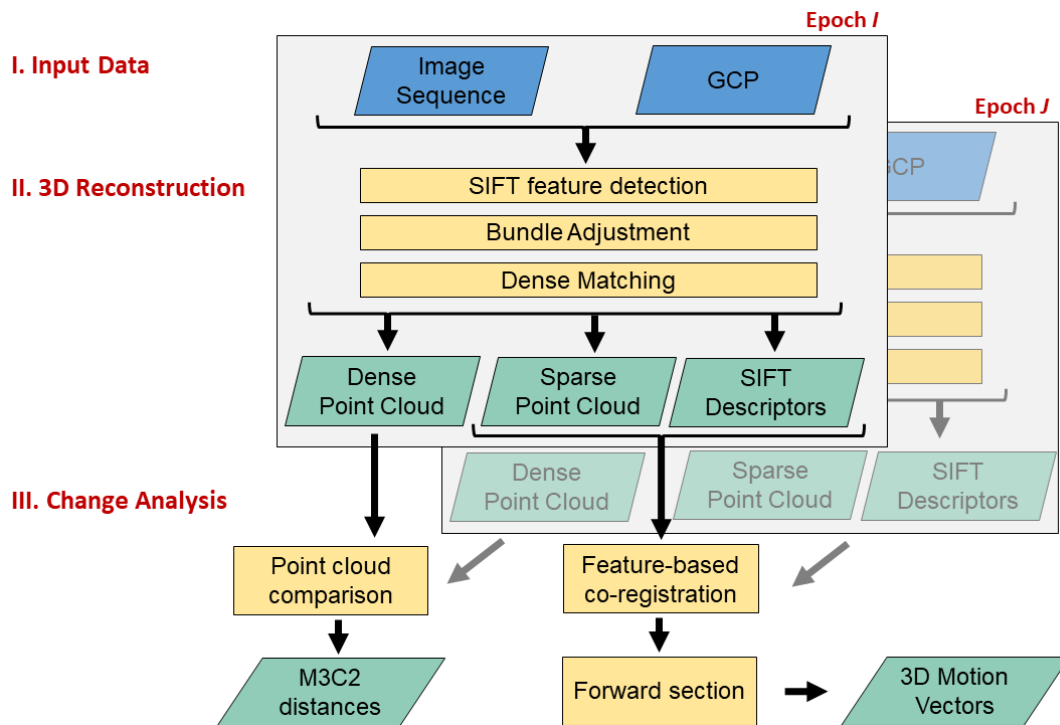 Epoch I
I. Input Data
Image
Sequence
GCP
Epoch J
GCP
II. 3D Reconstruction
SIFT feature detection
Bundle Adjustment
Dense Matching
Dense
Point Cloud
Sparse
Point Cloud
SIFT
Descriptors
III. Change Analysis
Dense
Point Cloud
Sparse
Point Cloud
SIFT
Descriptors
Point cloud
comparison
Feature-based
co-registration
M3C2
distances
Forward section
3D Motion
Vectors